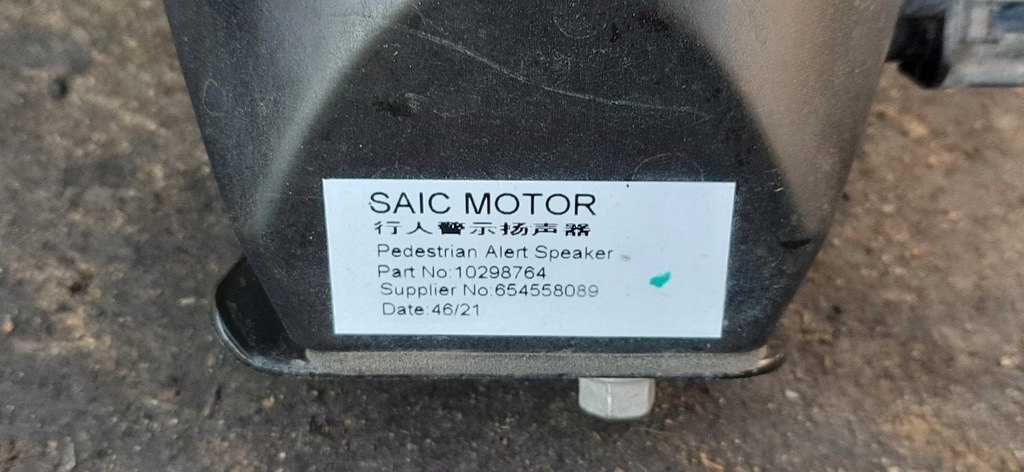 SAIC MOTOR
行人警示扬声器
Pedestrian Alert Speaker
Part No:10298764
Supplier No:654558089
Date:46/21